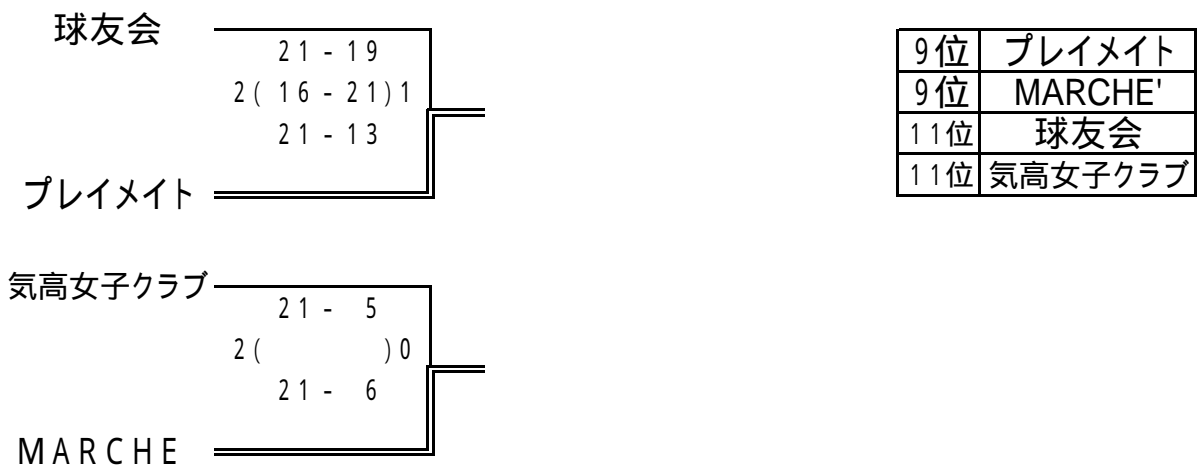 球友会
21-19
2(16-21)1
21-13
プレイメイト
気高女子クラブ
21- 5
2( )0
21- 6
MARCHE
9位 プレイメイト
9位 MARCHE'
11位 球友会
11位 気高女子クラブ